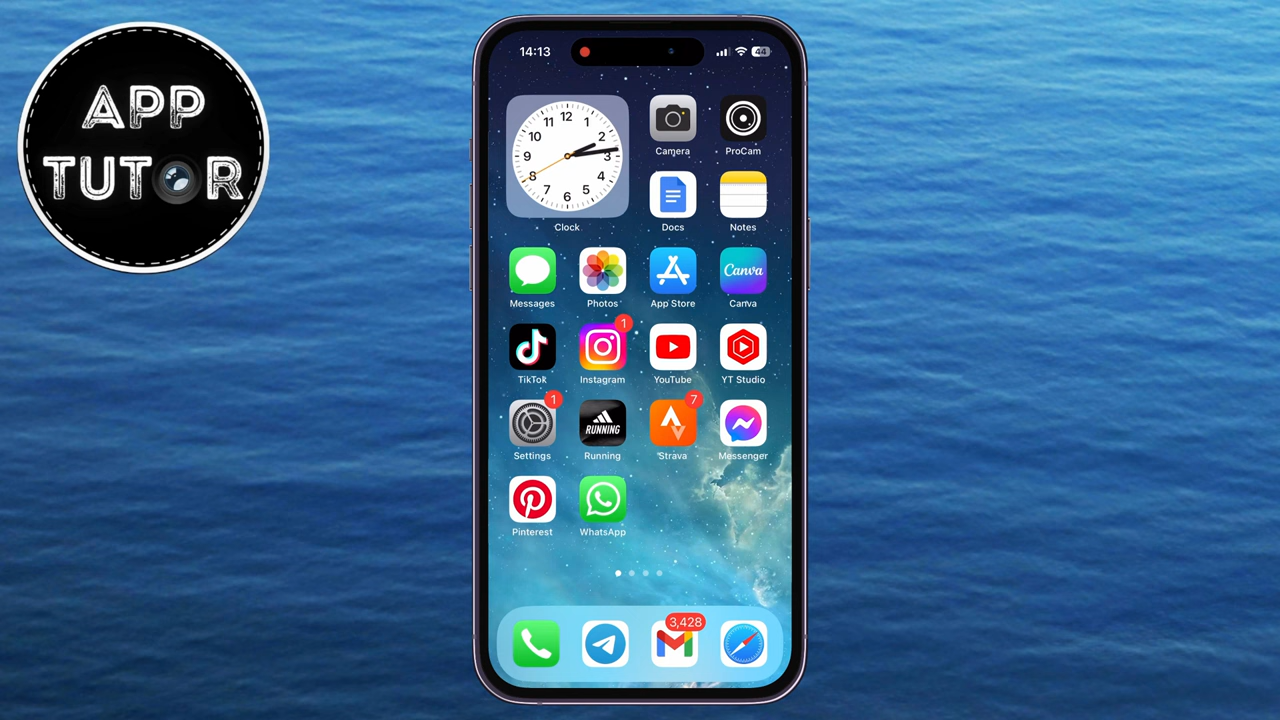 APP
TUTOR
14:13
44
12
11
1
10
2
9
3
8
4
7
5
6
Clock
Camera
ProCam
Docs
Notes
Messages
Photos
App Store
Canva
Canva
TikTok
1
Instagram
YouTube
YT Studio
1
Settings
RUNNING
Running
7
Strava
Messenger
Pinterest
WhatsApp
3,428